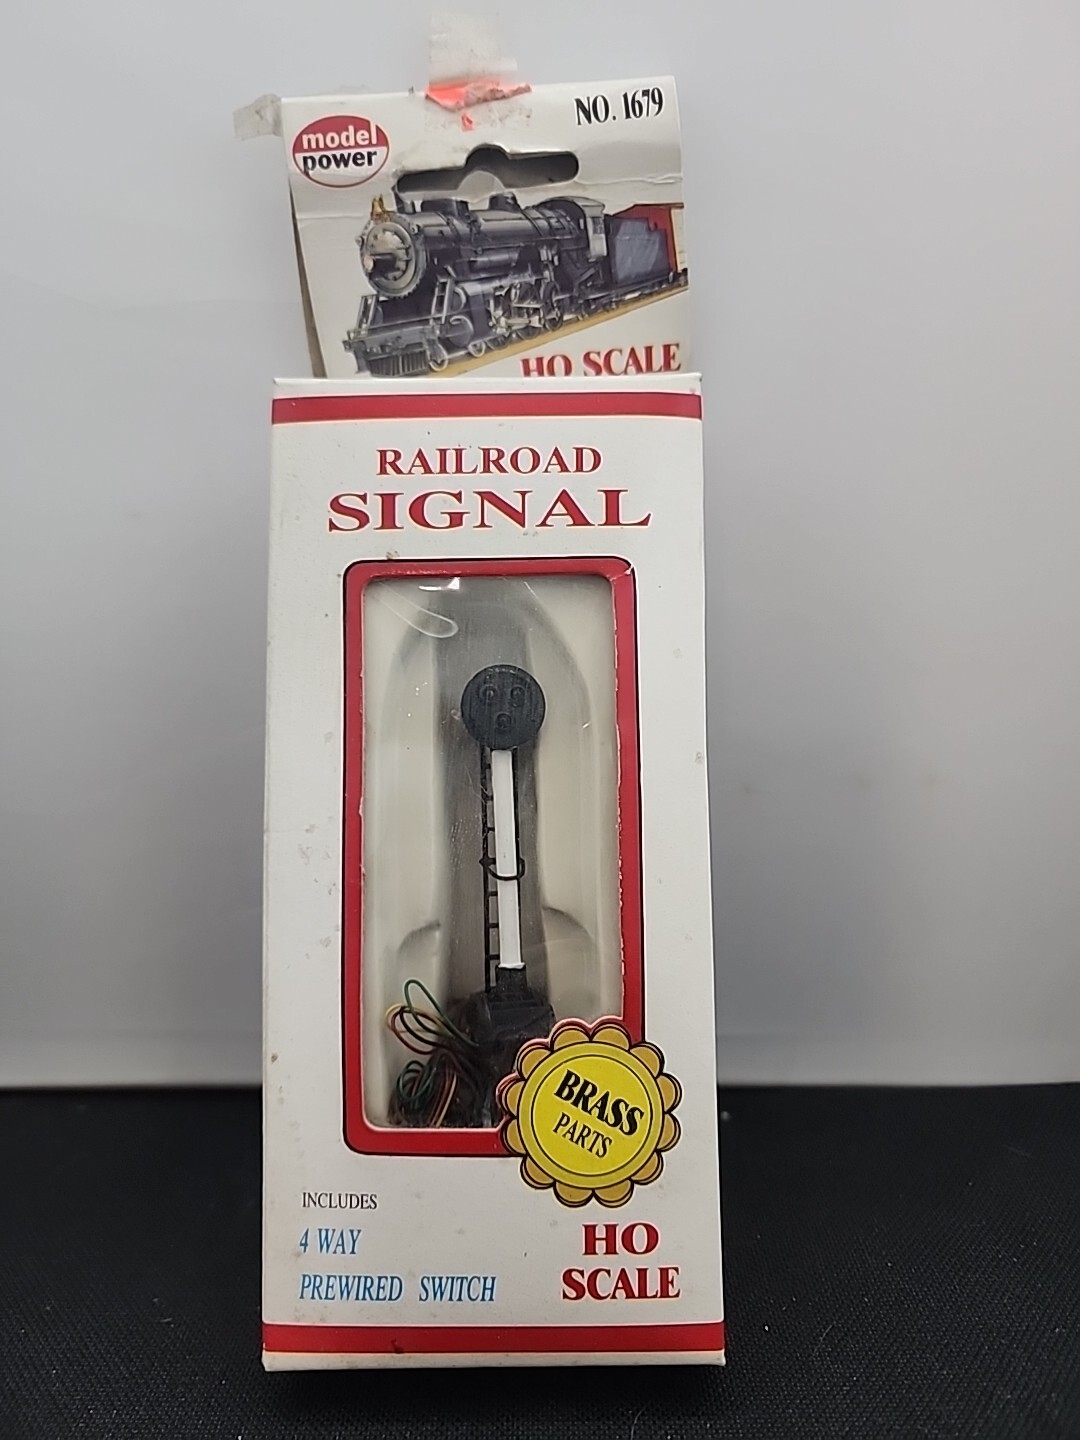 model
power
NO. 1679
HO SCALE
RAILROAD
SIGNAL
BRASS
PARTS
INCLUDES
4 WAY
PREWIRED SWITCH
HO
SCALE